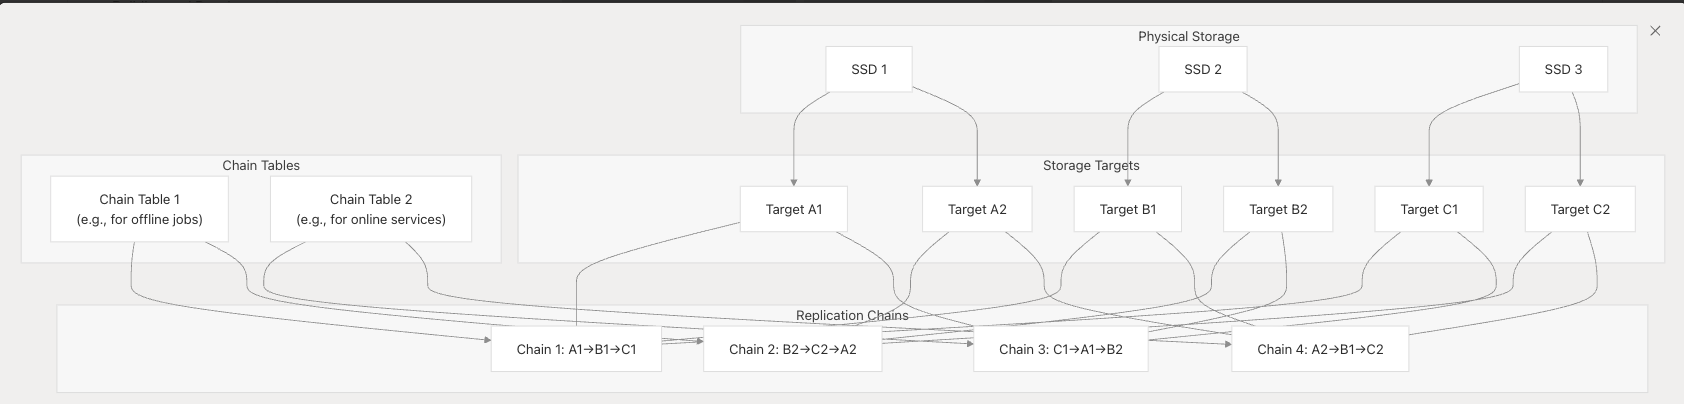 Physical Storage
SSD 1
SSD 2
SSD 3
Chain Tables
Chain Table 1
(e.g., for offline jobs)
Chain Table 2
(e.g., for online services)
Storage Targets
Target A1
Target A2
Target B1
Target B2
Target C1
Target C2
Replication Chains
Chain 1: A1→B1→C1
Chain 2: B2→C2→A2
Chain 3: C1→A1→B2
Chain 4: A2→B1→C2